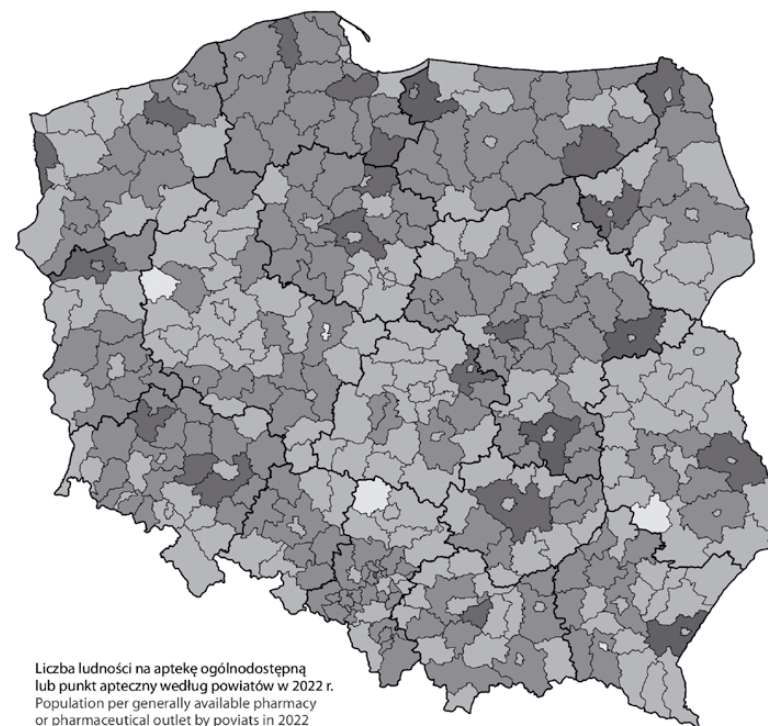 Liczba ludności na aptekę ogólnodostępną
lub punkt apteczny według powiatów w 2022 r.
Population per generally available pharmacy
or pharmaceutical outlet by poviats in 2022